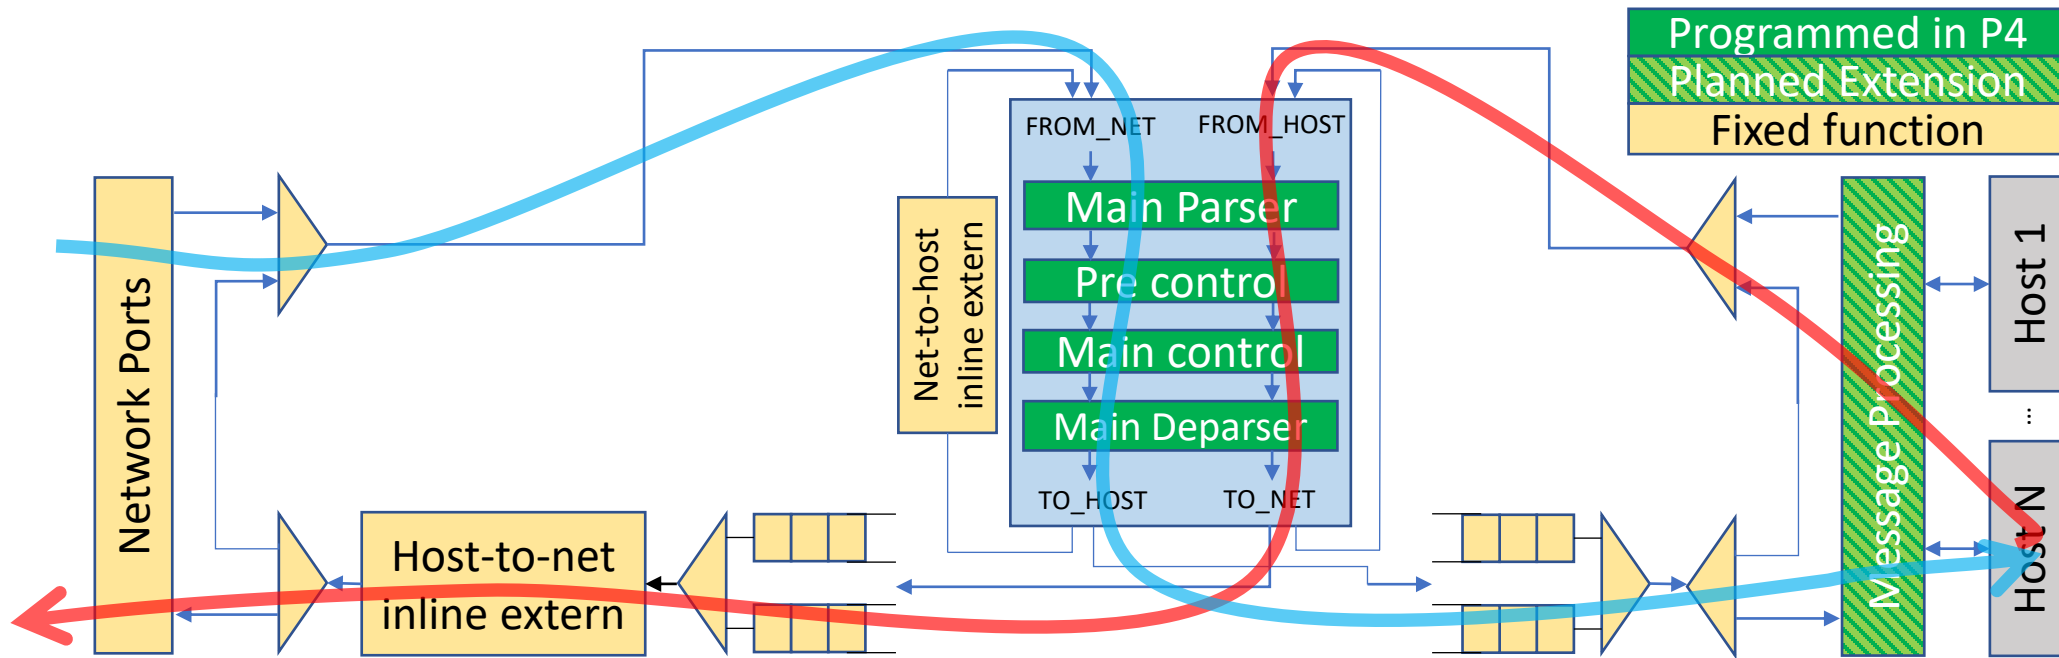 Programmed in P4
Planned Extension
Fixed function
FROM_NET
FROM_HOST
Main Parser
Pre control
Main control
Main Deparser
TO_HOST
TO_NET
Network Ports
Net-to-host
inline extern
Host-to-net
inline extern
Message Processing
Host 1
...
Host N